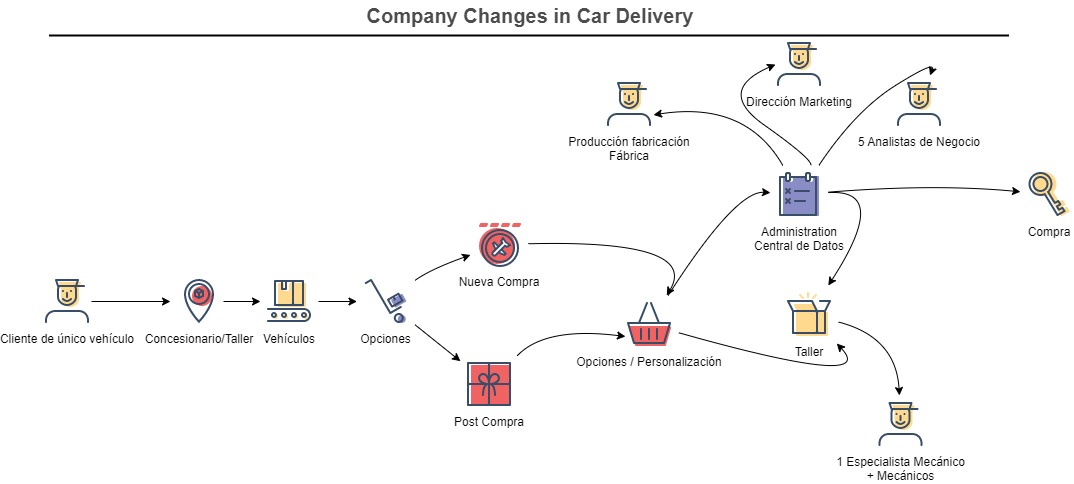 Company Changes in Car Delivery
Dirección Marketing
Producción fabricación
Fábrica
5 Analistas de Negocio
Administration
Central de Datos
Compra
Nueva Compra
Cliente de único vehículo
Concesionario/Taller
Vehículos
Opciones
Opciones / Personalización
Taller
Post Compra
1 Especialista Mecánico
+ Mecánicos